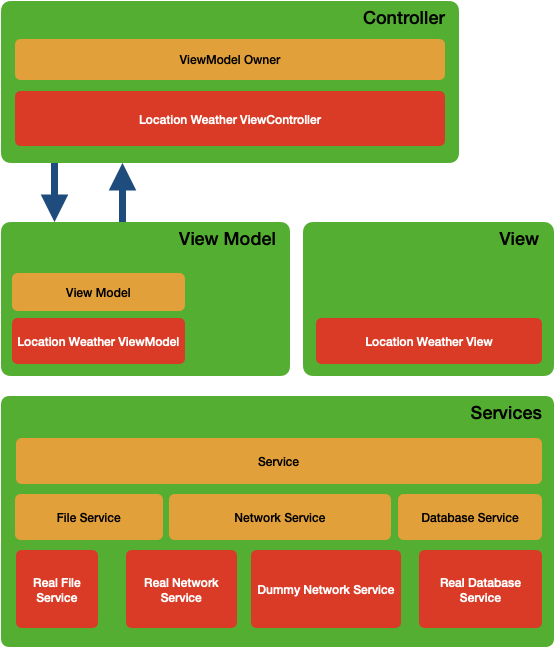 Controller
ViewModel Owner
Location Weather ViewController
View Model
View Model
Location Weather ViewModel
View
Location Weather View
Services
Service
File Service
Network Service
Database Service
Real File
Service
Real Network
Service
Dummy Network Service
Real Database
Service